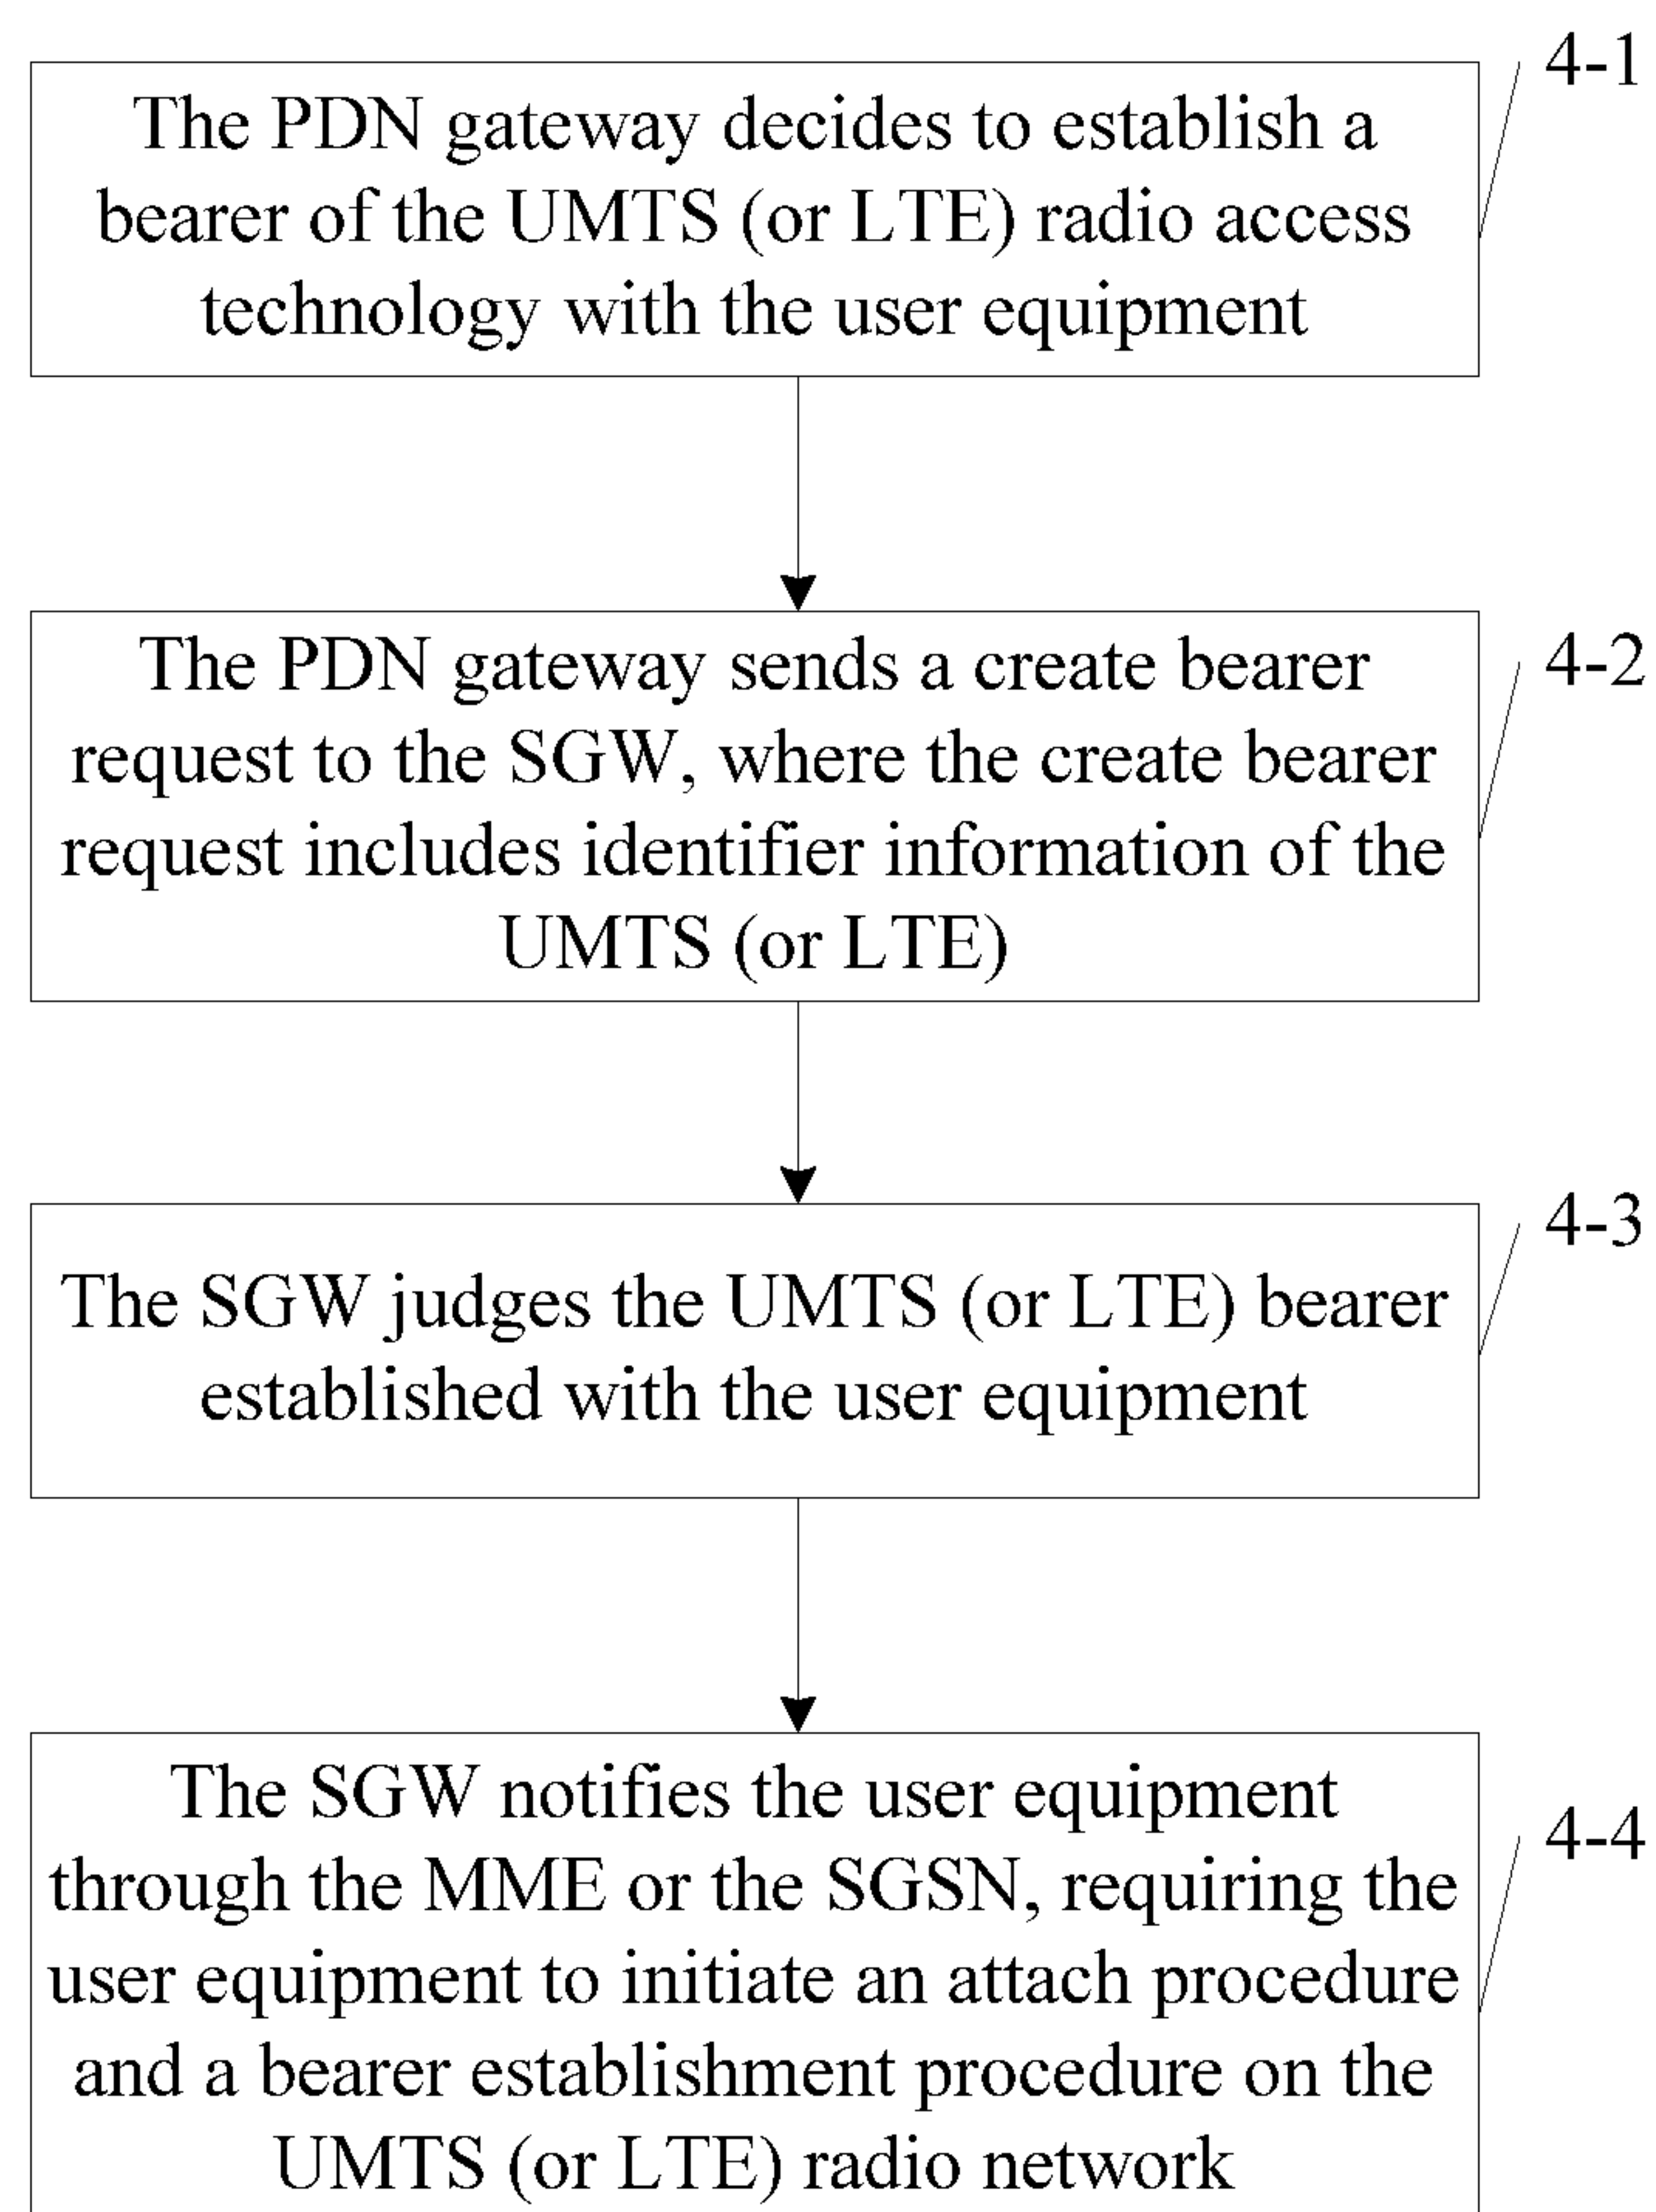 4-1
The PDN gateway decides to establish a
bearer of the UMTS (or LTE) radio access
technology with the user equipment
4-2
The PDN gateway sends a create bearer
request to the SGW, where the create bearer
request includes identifier information of the
UMTS (or LTE)
4-3
The SGW judges the UMTS (or LTE) bearer
established with the user equipment
4-4
The SGW notifies the user equipment
through the MME or the SGSN, requiring the
user equipment to initiate an attach procedure
and a bearer establishment procedure on the
UMTS (or LTE) radio network